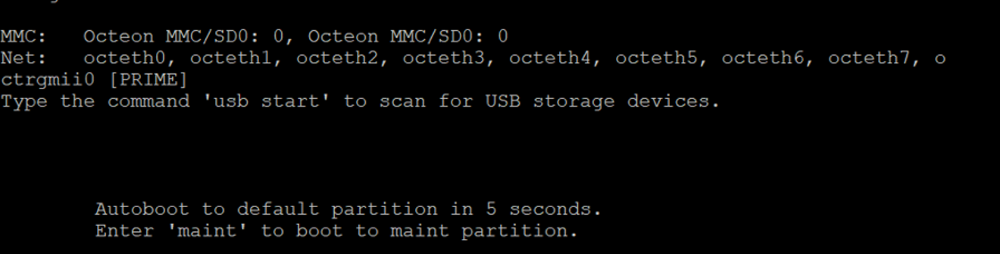 MMC:   Octeon MMC/SD0: 0, Octeon MMC/SD0: 0
Net:   octeth0, octeth1, octeth2, octeth3, octeth4, octeth5, octeth6, octeth7, o
ctrgmii0 [PRIME]
Type the command 'usb start' to scan for USB storage devices.
Autoboot to default partition in 5 seconds.
Enter 'maint' to boot to maint partition.